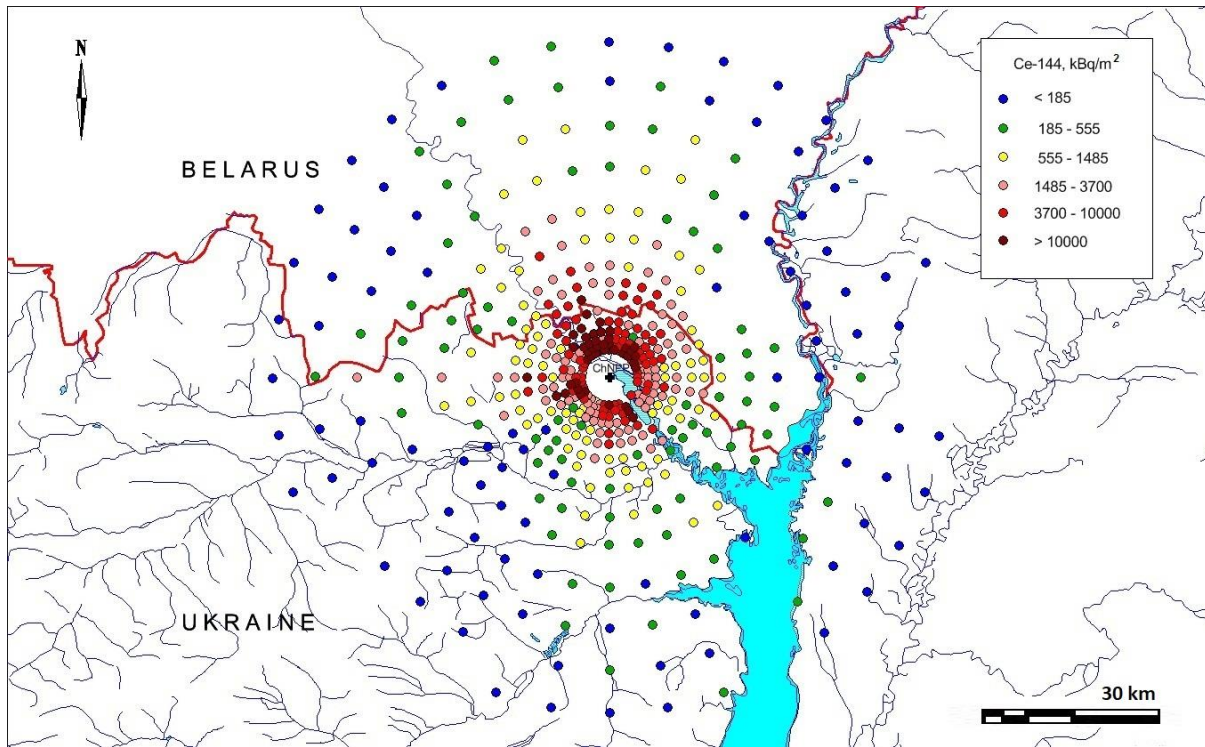 N
Ce-144, kBq/m²
< 185
185 - 555
555 - 1485
1485 - 3700
3700 - 10000
> 10000
BELARUS
ChNPP
UKRAINE
30 km